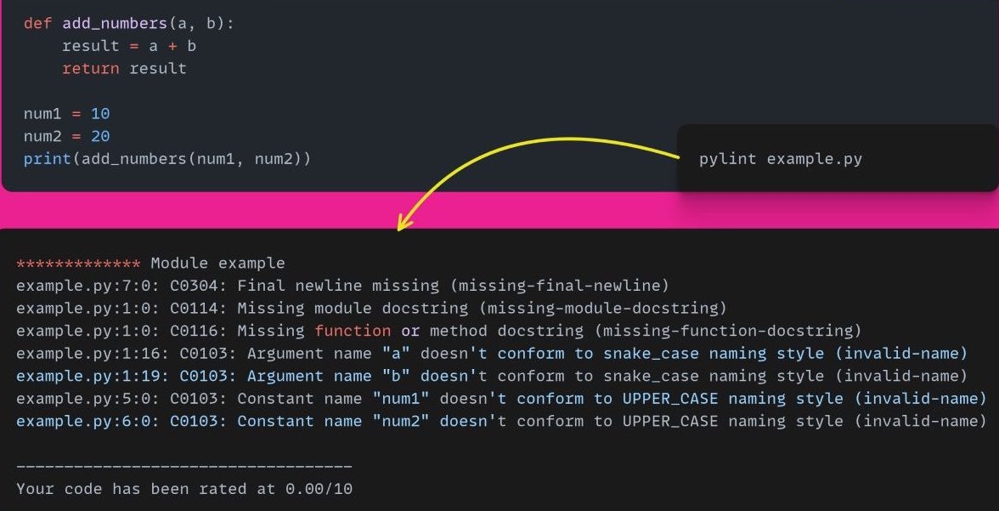 def add_numbers(a, b):
    result = a + b
    return result
num1 = 10
num2 = 20
print(add_numbers(num1, num2))
pylint example.py
************* Module example
example.py:7:0: C0304: Final newline missing (missing-final-newline)
example.py:1:0: C0114: Missing module docstring (missing-module-docstring)
example.py:1:0: C0116: Missing function or method docstring (missing-function-docstring)
example.py:1:16: C0103: Argument name "a" doesn't conform to snake_case naming style (invalid-name)
example.py:1:19: C0103: Argument name "b" doesn't conform to snake_case naming style (invalid-name)
example.py:5:0: C0103: Constant name "num1" doesn't conform to UPPER_CASE naming style (invalid-name)
example.py:6:0: C0103: Constant name "num2" doesn't conform to UPPER_CASE naming style (invalid-name)
-----------------------------------
Your code has been rated at 0.00/10